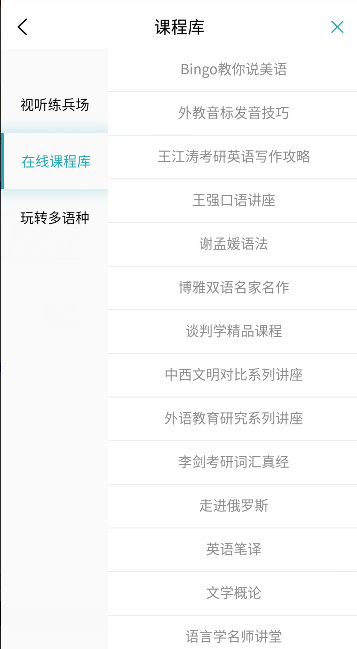 课程库
视听练兵场
在线课程库
玩转多语种
Bingo教你说美语
外教音标发音技巧
王江涛考研英语写作攻略
王强口语讲座
谢孟媛语法
博雅双语名家名作
谈判学精品课程
中西文明对比系列讲座
外语教育研究系列讲座
李剑考研词汇真经
走进俄罗斯
英语笔译
文学概论
语言学名师讲堂